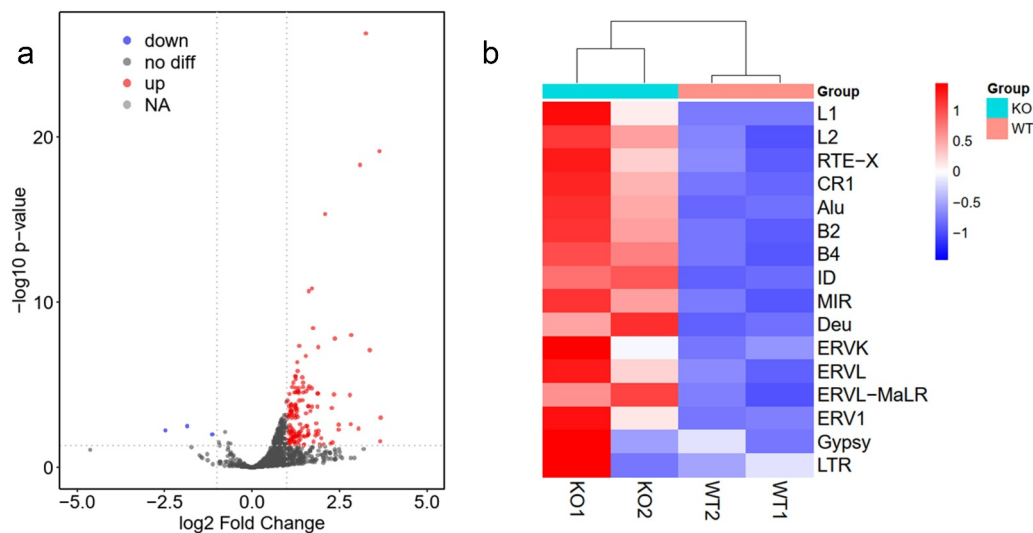 a
down
no diff
up
NA
20
10
0
−5.0
−2.5
0.0
2.5
5.0
log2 Fold Change
−log10 p−value
b
Group
L1
L2
RTE−X
CR1
Alu
B2
B4
ID
MIR
Deu
ERVK
ERVL
ERVL−MaLR
ERV1
Gypsy
LTR
KO1
KO2
WT2
WT1
1
0.5
0
−0.5
−1
Group
KO
WT